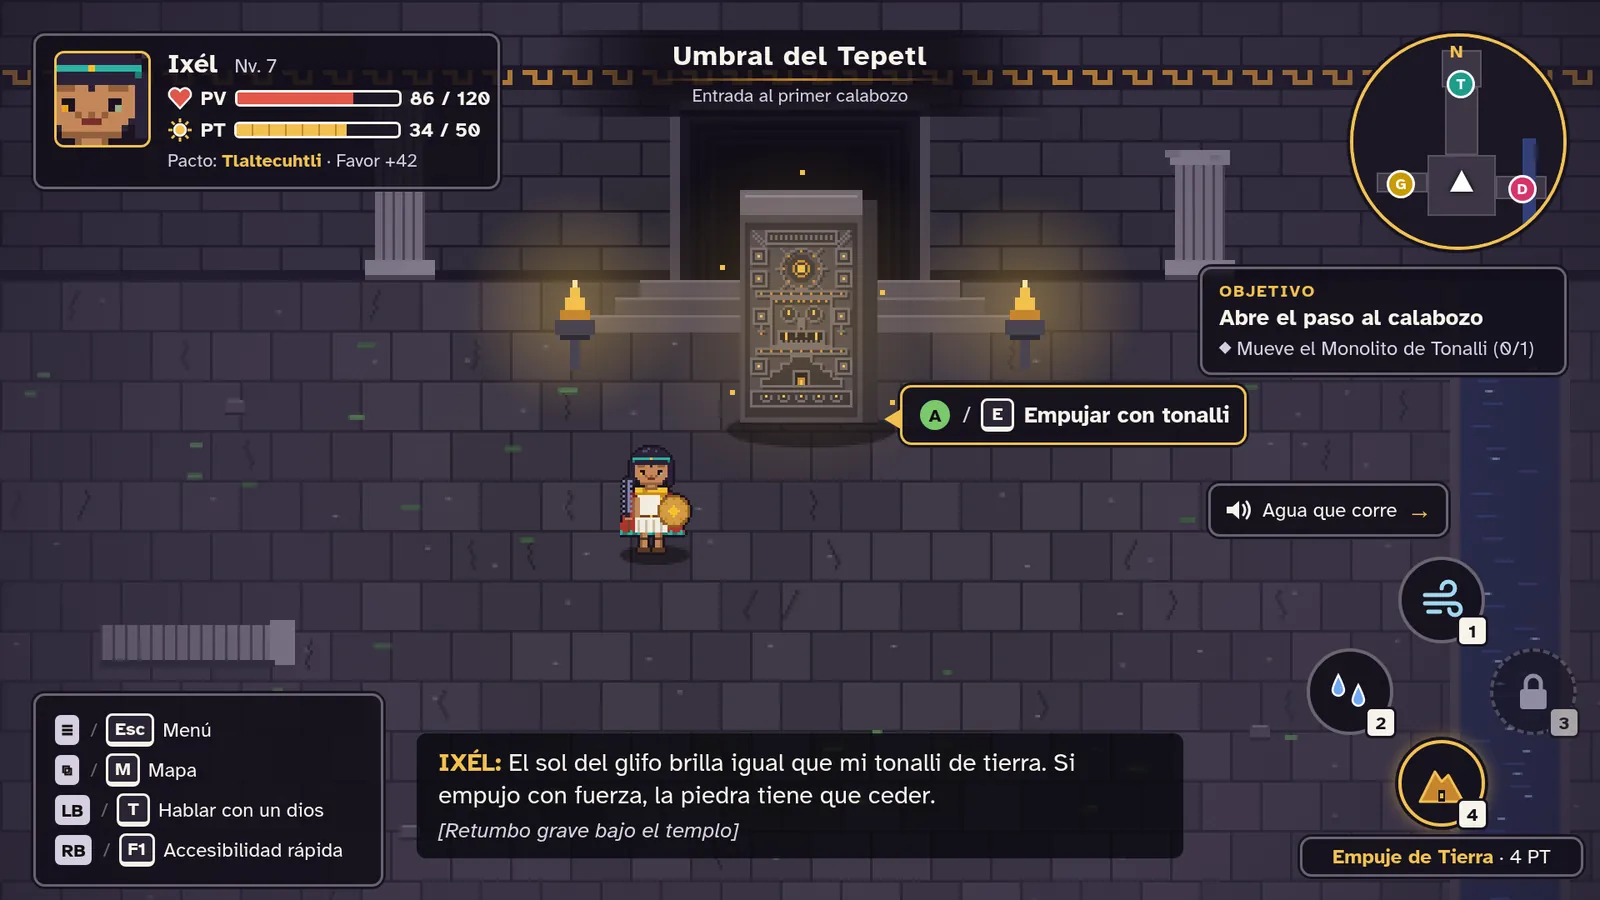 Ixél Nv. 7
PV 86 / 120
PT 34 / 50
Pacto: Tlaltecuhtli · Favor +42
Umbral del Tepetl
Entrada al primer calabozo
N
T
G
D
OBJETIVO
Abre el paso al calabozo
Mueve el Monolito de Tonalli (0/1)
A / E Empujar con tonalli
Agua que corre →
1
2
3
4
Empuje de Tierra · 4 PT
/ Esc Menú
/ M Mapa
LB / T Hablar con un dios
RB / F1 Accesibilidad rápida
IXÉL: El sol del glifo brilla igual que mi tonalli de tierra. Si
empujo con fuerza, la piedra tiene que ceder.
[Retumbo grave bajo el templo]